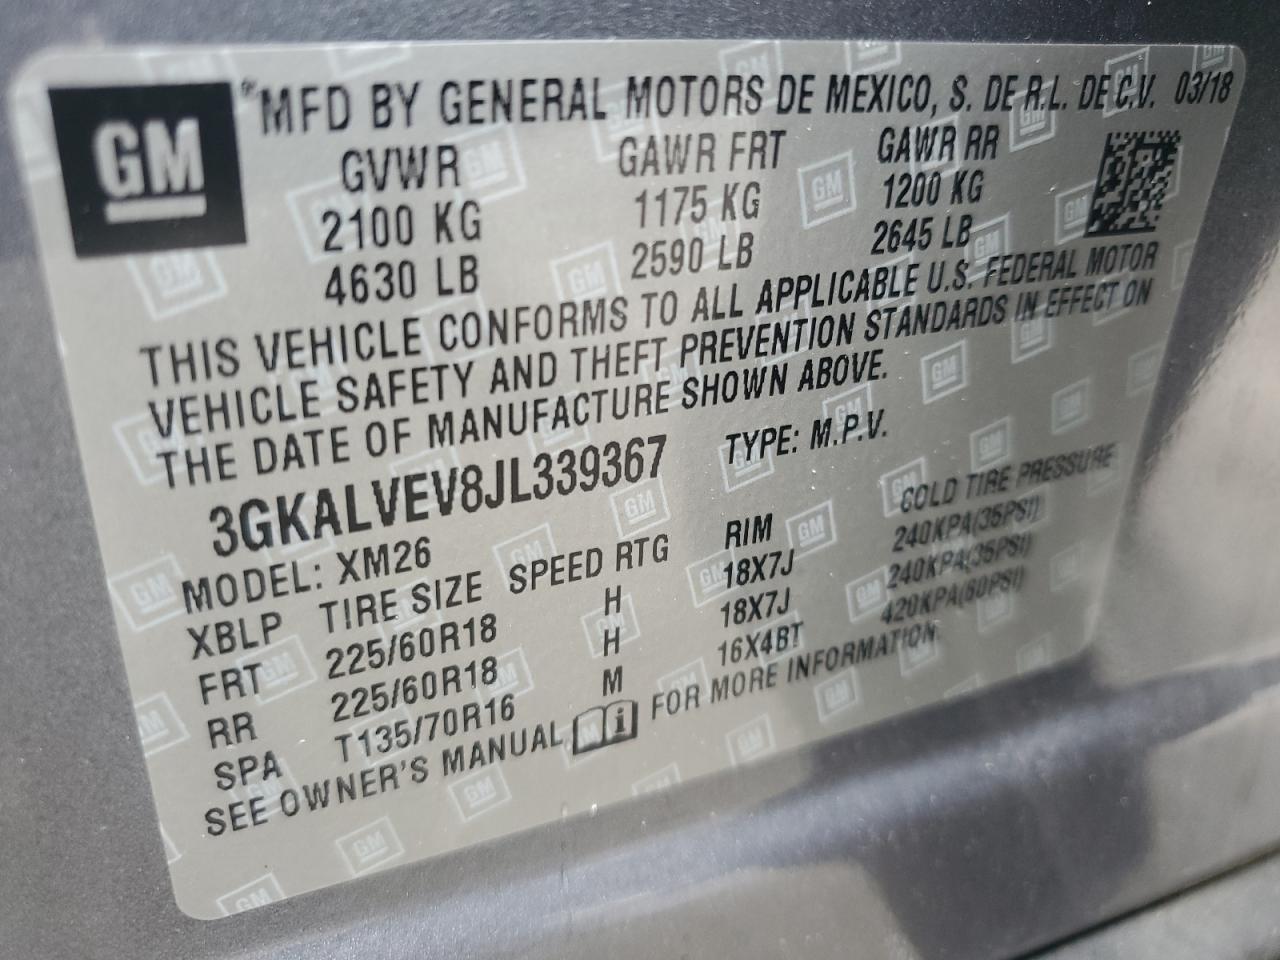 GM
®MFD BY GENERAL MOTORS DE MEXICO, S. DE R.L. DE C.V. 03/18
GVWR GAWR FRT GAWR RR
2100 KG 1175 KG 1200 KG
4630 LB 2590 LB 2645 LB
THIS VEHICLE CONFORMS TO ALL APPLICABLE U.S. FEDERAL MOTOR
VEHICLE SAFETY AND THEFT PREVENTION STANDARDS IN EFFECT ON
THE DATE OF MANUFACTURE SHOWN ABOVE.
3GKALVEV8JL339367 TYPE: M.P.V.
MODEL: XM26
XBLP TIRE SIZE SPEED RTG RIM COLD TIRE PRESSURE
FRT 225/60R18 H 18X7J 240KPA(35PSI)
RR 225/60R18 H 18X7J 240KPA(35PSI)
SPA T135/70R16 M 16X4BT 420KPA(60PSI)
SEE OWNER'S MANUAL FOR MORE INFORMATION.